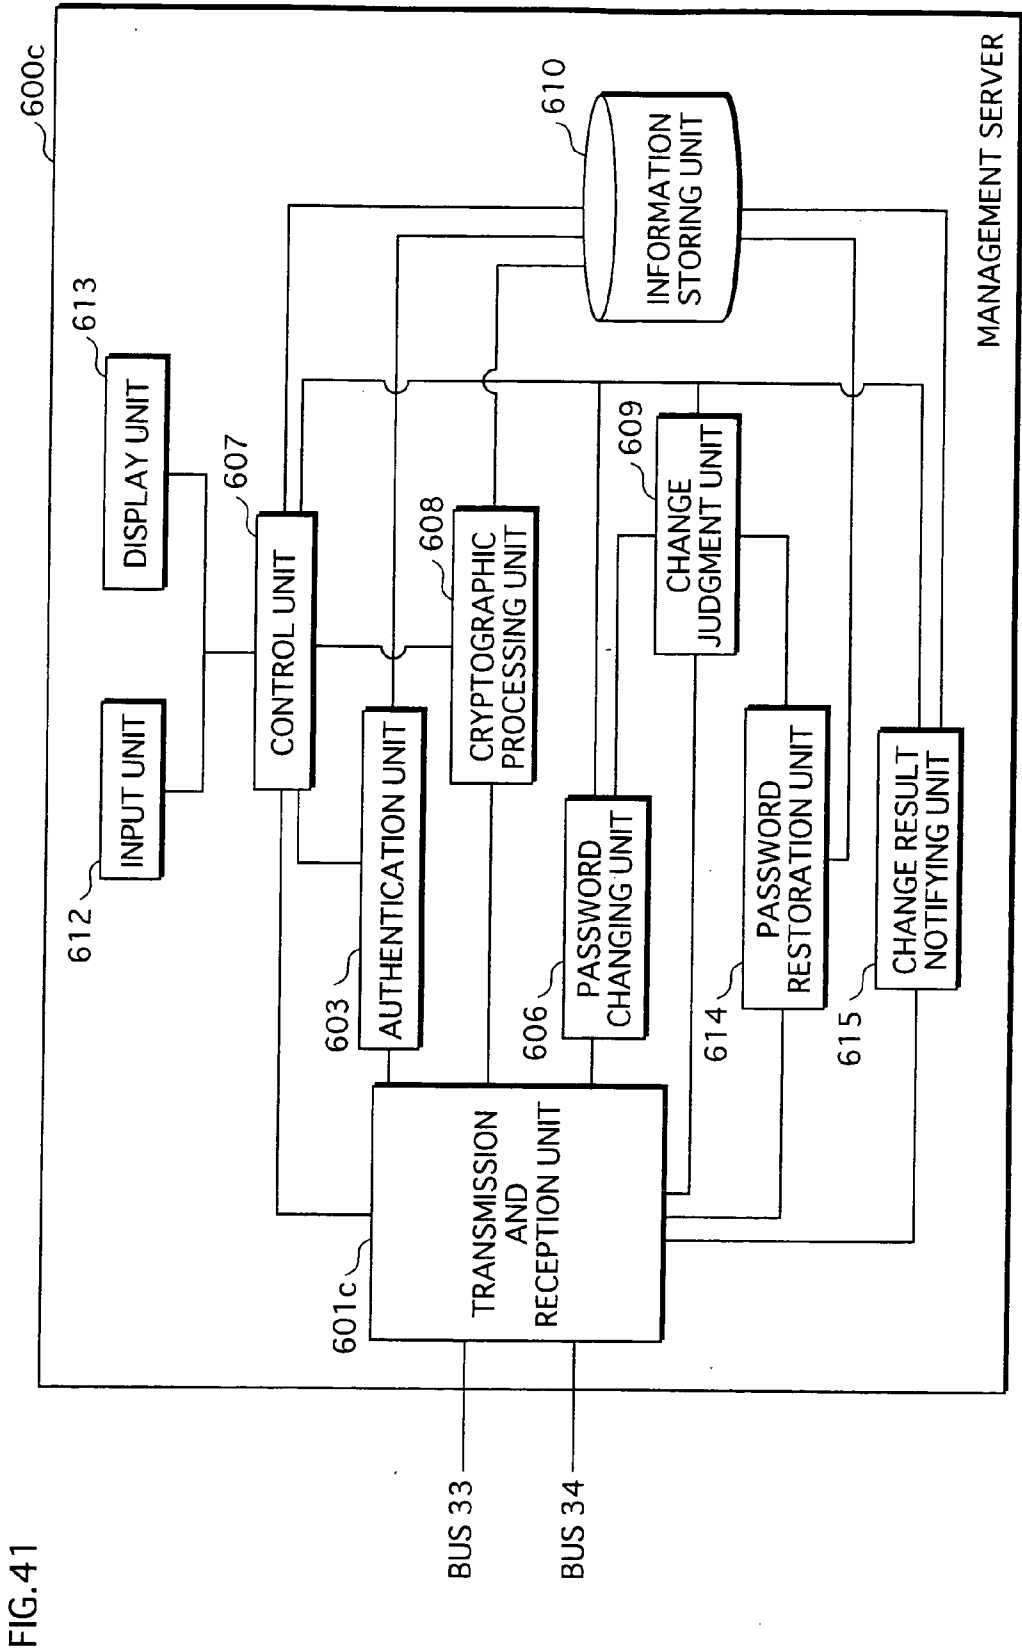 FIG.41
600c
613
DISPLAY UNIT
612
INPUT UNIT
607
CONTROL UNIT
603
AUTHENTICATION UNIT
608
CRYPTOGRAPHIC
PROCESSING UNIT
610
INFORMATION
STORING UNIT
601c
TRANSMISSION
AND
RECEPTION UNIT
BUS 33
BUS 34
606
PASSWORD
CHANGING UNIT
609
CHANGE
JUDGMENT UNIT
614
PASSWORD
RESTORATION UNIT
615
CHANGE RESULT
NOTIFYING UNIT
MANAGEMENT SERVER